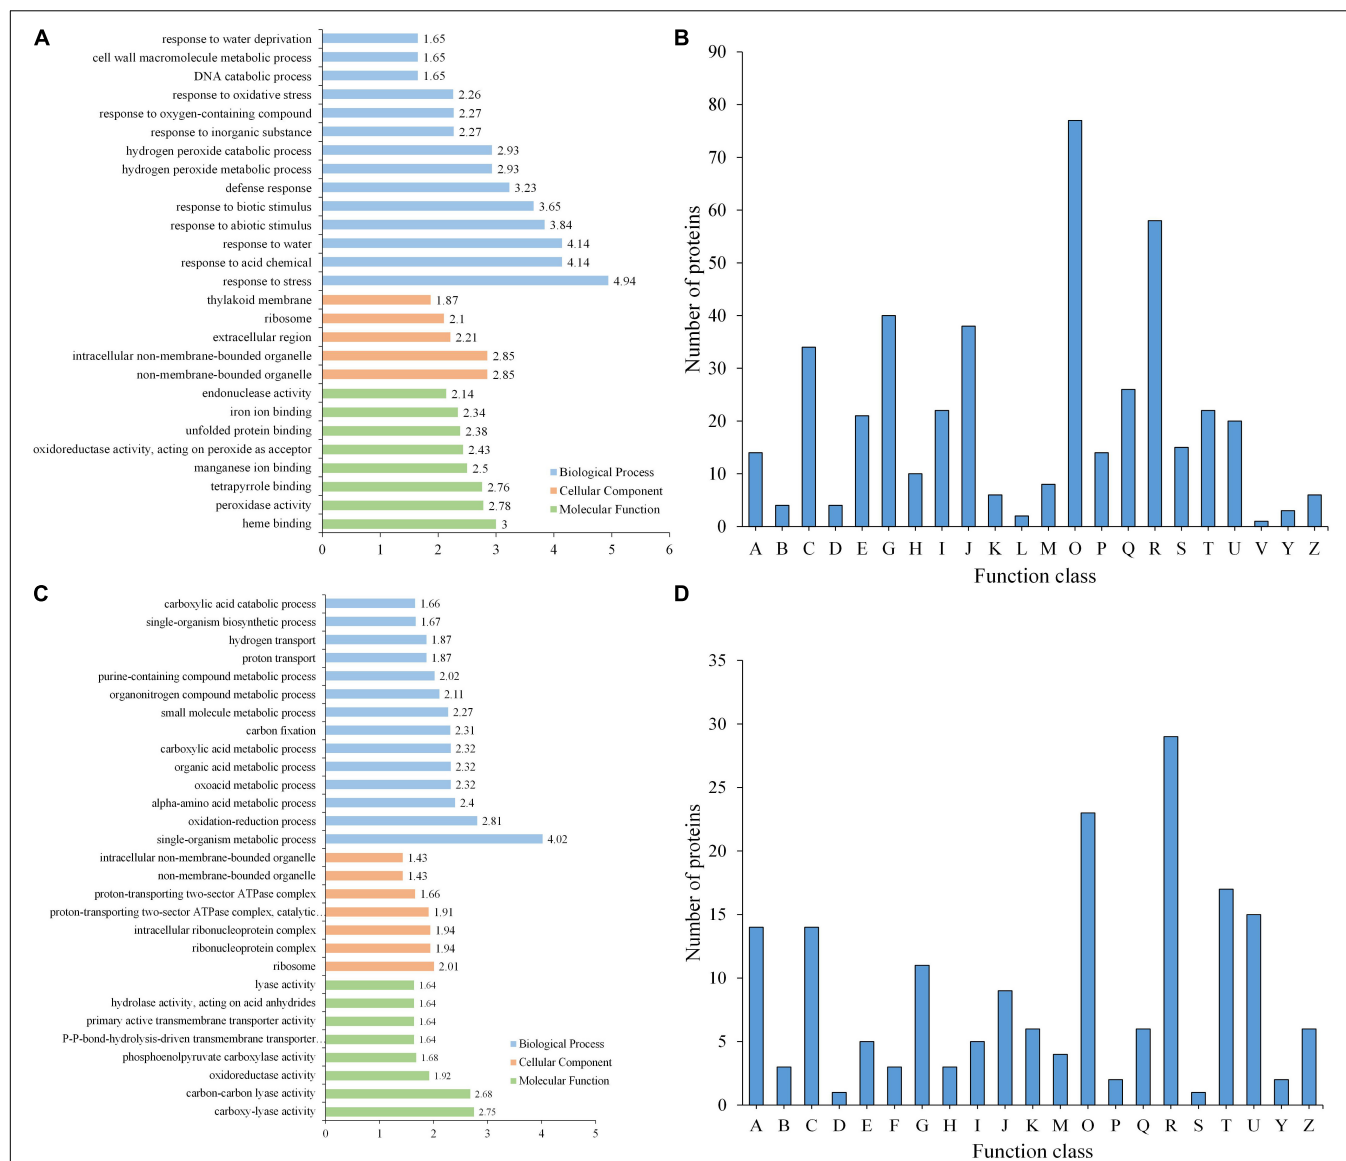 A
response to water deprivation 1.65
cell wall macromolecule metabolic process 1.65
DNA catabolic process 1.65
response to oxidative stress 2.26
response to oxygen-containing compound 2.27
response to inorganic substance 2.27
hydrogen peroxide catabolic process 2.93
hydrogen peroxide metabolic process 2.93
defense response 3.23
response to biotic stimulus 3.65
response to abiotic stimulus 3.84
response to water 4.14
response to acid chemical 4.14
response to stress 4.94
thylakoid membrane 1.87
ribosome 2.1
extracellular region 2.21
intracellular non-membrane-bounded organelle 2.85
non-membrane-bounded organelle 2.85
endonuclease activity 2.14
iron ion binding 2.34
unfolded protein binding 2.38
oxidoreductase activity, acting on peroxide as acceptor 2.43
manganese ion binding 2.5
tetrapyrrole binding 2.76
peroxidase activity 2.78
heme binding 3
Biological Process
Cellular Component
Molecular Function
0 1 2 3 4 5 6
B
Number of proteins
90
80
70
60
50
40
30
20
10
0
A B C D E G H I J K L M O P Q R S T U V Y Z
Function class
C
carboxylic acid catabolic process 1.66
single-organism biosynthetic process 1.67
hydrogen transport 1.87
proton transport 1.87
purine-containing compound metabolic process 2.02
organonitrogen compound metabolic process 2.11
small molecule metabolic process 2.27
carbon fixation 2.31
carboxylic acid metabolic process 2.32
organic acid metabolic process 2.32
oxoacid metabolic process 2.32
alpha-amino acid metabolic process 2.4
oxidation-reduction process 2.81
single-organism metabolic process 4.02
intracellular non-membrane-bounded organelle 1.43
non-membrane-bounded organelle 1.43
proton-transporting two-sector ATPase complex 1.66
proton-transporting two-sector ATPase complex, catalytic… 1.91
intracellular ribonucleoprotein complex 1.94
ribonucleoprotein complex 1.94
ribosome 2.01
lyase activity 1.64
hydrolase activity, acting on acid anhydrides 1.64
primary active transmembrane transporter activity 1.64
P-P-bond-hydrolysis-driven transmembrane transporter… 1.64
phosphoenolpyruvate carboxylase activity 1.68
oxidoreductase activity 1.92
carbon-carbon lyase activity 2.68
carboxy-lyase activity 2.75
Biological Process
Cellular Component
Molecular Function
0 1 2 3 4 5
D
Number of proteins
35
30
25
20
15
10
5
0
A B C D E F G H I J K M O P Q R S T U Y Z
Function class